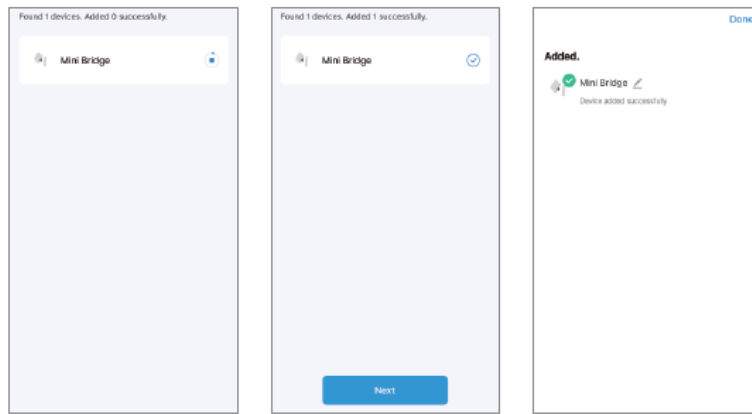 Found 1 devices. Added 0 successfully.
Mini Bridge
Found 1 devices. Added 1 successfully.
Mini Bridge
Next
Done
Added.
Mini Bridge
Device added successfully